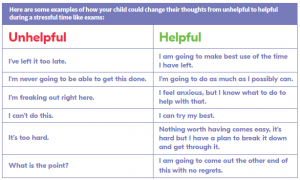 Here are some examples of how your child could change their thoughts from unhelpful to helpful
during a stressful time like exams:
Unhelpful
Helpful
I've left it too late.
I am going to make best use of the time
I have left.
I'm never going to be able to get this done.
I'm going to do as much as I possibly can.
I'm freaking out right here.
I feel anxious, but I know what to do to
help with that.
I can't do this.
I can try my best.
It's too hard.
Nothing worth having comes easy, it's
hard but I have a plan to break it down
and get through it.
What is the point?
I am going to come out the other end of
this with no regrets.